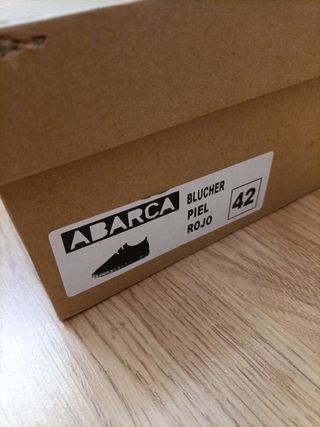 ABARCA
BLUCHER
PIEL
ROJO
42